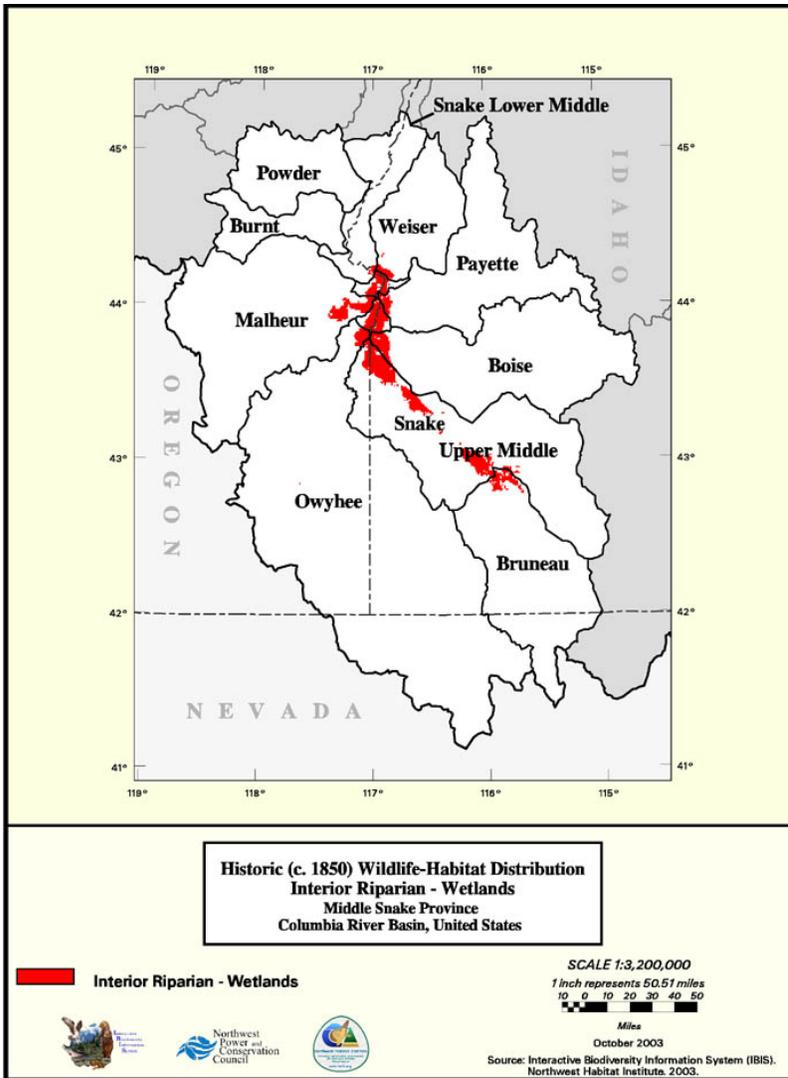 119° 118° 117° 116° 115°
Snake Lower Middle
45° 45°
Powder
IDAHO
Burnt
Weiser
Payette
44° 44°
Malheur
Boise
OREGON
Snake
43° 43°
Upper Middle
Owyhee
Bruneau
42° 42°
NEVADA
41° 41°
119° 118° 117° 116° 115°
Historic (c. 1850) Wildlife-Habitat Distribution
Interior Riparian - Wetlands
Middle Snake Province
Columbia River Basin, United States
Interior Riparian - Wetlands
SCALE 1:3,200,000
1 inch represents 50.51 miles
10 0 10 20 30 40 50
Miles
October 2003
Source: Interactive Biodiversity Information System (IBIS).
Northwest Habitat Institute. 2003.
Northwest
Power and
Conservation
Council